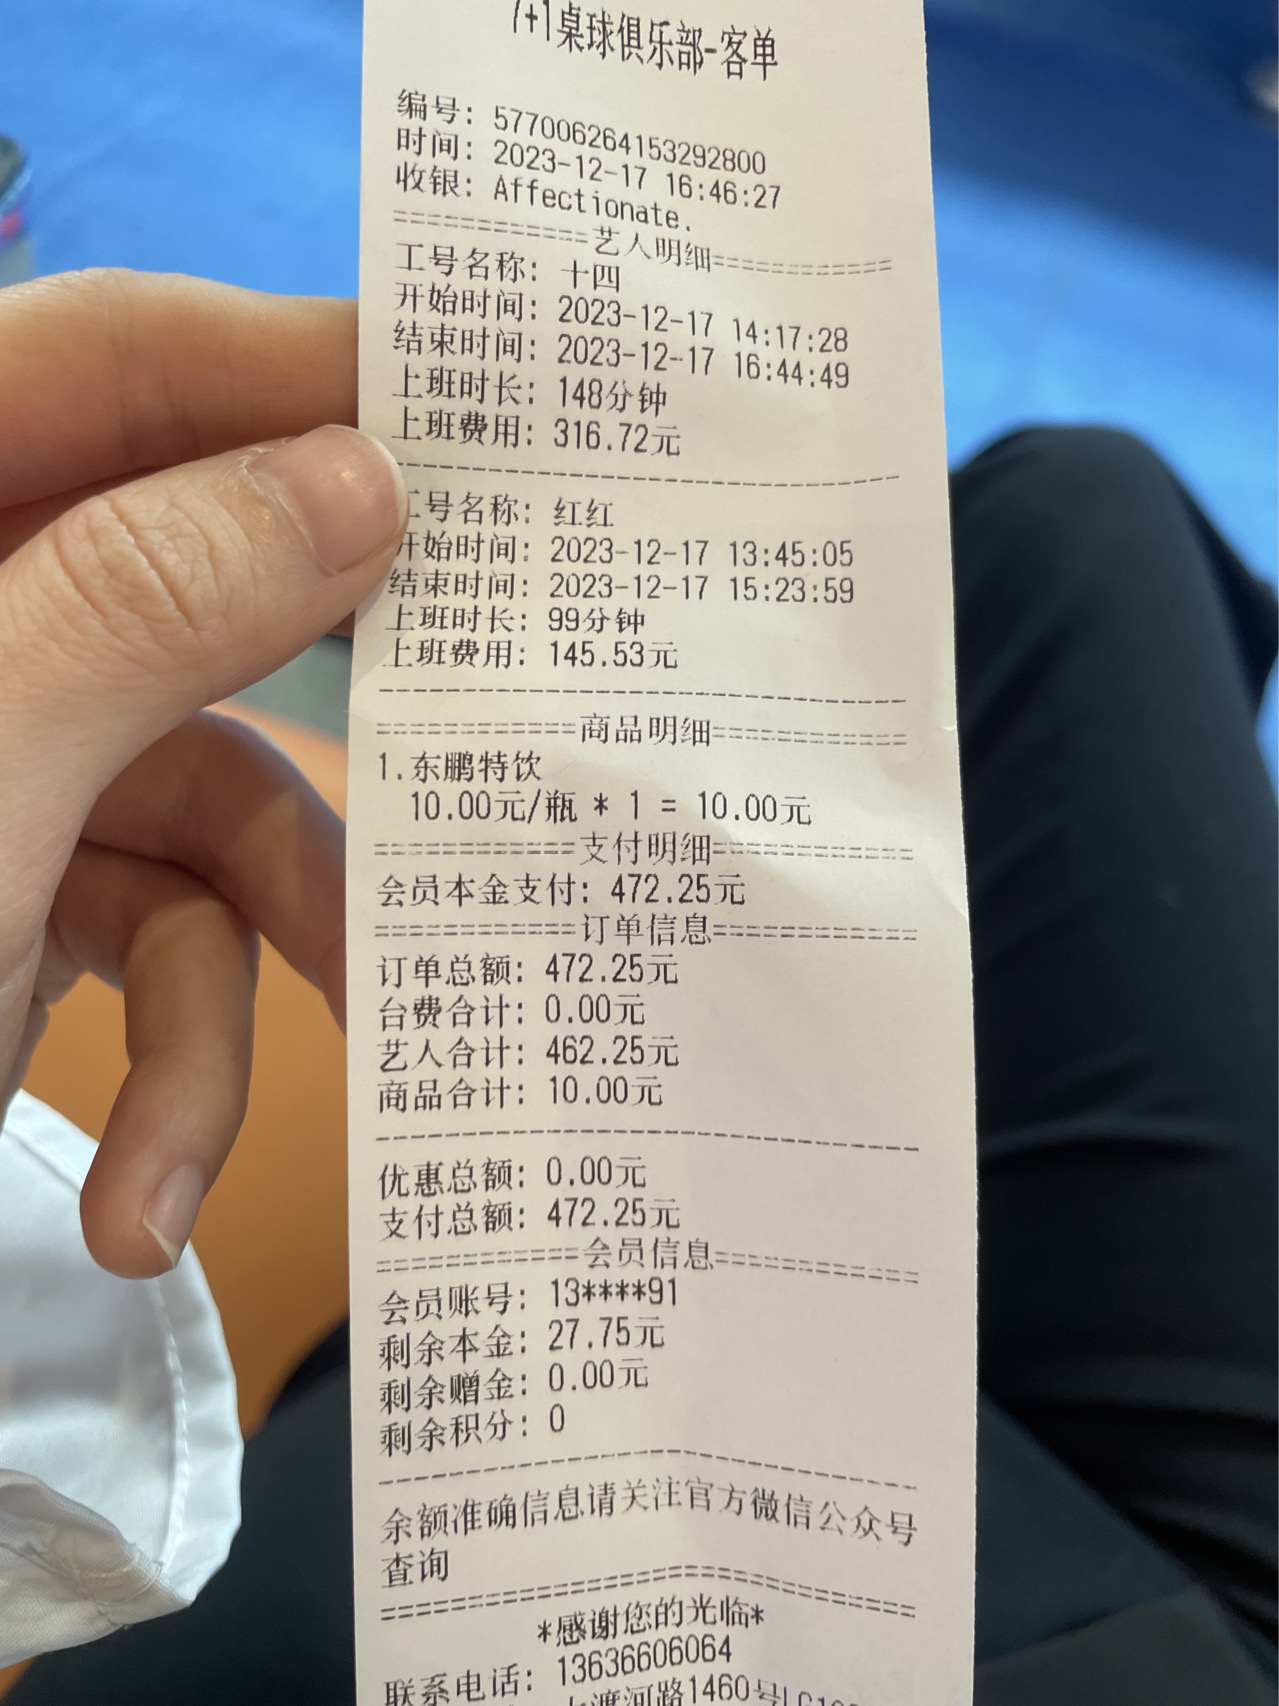 7+1桌球俱乐部-客单
编号: 577006264153292800
时间: 2023-12-17 16:46:27
收银: Affectionate.
============艺人明细============
工号名称: 十四
开始时间: 2023-12-17 14:17:28
结束时间: 2023-12-17 16:44:49
上班时长: 148分钟
上班费用: 316.72元
--------------------------------
工号名称: 红红
开始时间: 2023-12-17 13:45:05
结束时间: 2023-12-17 15:23:59
上班时长: 99分钟
上班费用: 145.53元
--------------------------------
============商品明细============
1.东鹏特饮
10.00元/瓶 * 1 = 10.00元
============支付明细============
会员本金支付: 472.25元
============订单信息============
订单总额: 472.25元
台费合计: 0.00元
艺人合计: 462.25元
商品合计: 10.00元
--------------------------------
优惠总额: 0.00元
支付总额: 472.25元
============会员信息============
会员账号: 13****91
剩余本金: 27.75元
剩余赠金: 0.00元
剩余积分: 0
--------------------------------
余额准确信息请关注官方微信公众号
查询
================================
*感谢您的光临*
联系电话: 13636606064
渡河路1460号